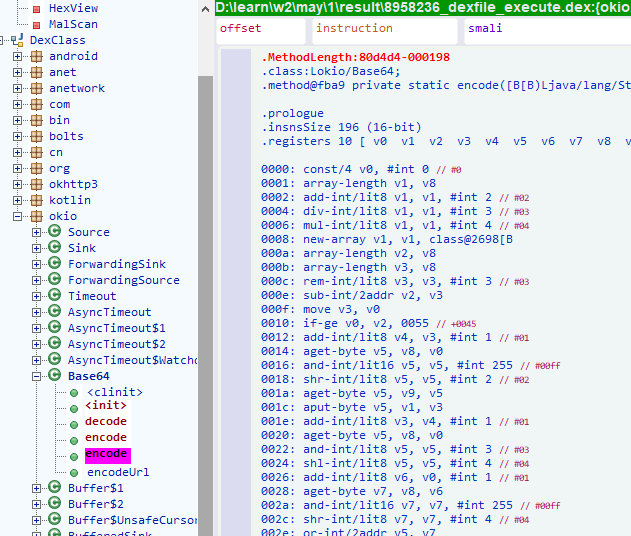 HexView
MalScan
DexClass
android
anet
anetwork
com
bin
bolts
cn
org
okhttp3
kotlin
okio
Source
Sink
ForwardingSink
ForwardingSource
Timeout
AsyncTimeout
AsyncTimeout$1
AsyncTimeout$2
AsyncTimeout$Watchd
Base64
<clinit>
<init>
decode
encode
encode
encodeUrl
Buffer$1
Buffer$2
Buffer$UnsafeCursor
BufferedSink
D:\learn\w2\may\1\result\8958236_dexfile_execute.dex:{okio
offset instruction smali
.MethodLength:80d4d4-000198
.class:Lokio/Base64;
.method@fba9 private static encode([B[B)Ljava/lang/St
.prologue
.insnsSize 196 (16-bit)
.registers 10 [ v0 v1 v2 v3 v4 v5 v6 v7 v8 v
0000: const/4 v0, #int 0 // #0
0001: array-length v1, v8
0002: add-int/lit8 v1, v1, #int 2 // #02
0004: div-int/lit8 v1, v1, #int 3 // #03
0006: mul-int/lit8 v1, v1, #int 4 // #04
0008: new-array v1, v1, class@2698[B
000a: array-length v2, v8
000b: array-length v3, v8
000c: rem-int/lit8 v3, v3, #int 3 // #03
000e: sub-int/2addr v2, v3
000f: move v3, v0
0010: if-ge v0, v2, 0055 // +0045
0012: add-int/lit8 v4, v3, #int 1 // #01
0014: aget-byte v5, v8, v0
0016: and-int/lit16 v5, v5, #int 255 // #00ff
0018: shr-int/lit8 v5, v5, #int 2 // #02
001a: aget-byte v5, v9, v5
001c: aput-byte v5, v1, v3
001e: add-int/lit8 v3, v4, #int 1 // #01
0020: aget-byte v5, v8, v0
0022: and-int/lit8 v5, v5, #int 3 // #03
0024: shl-int/lit8 v5, v5, #int 4 // #04
0026: add-int/lit8 v6, v0, #int 1 // #01
0028: aget-byte v7, v8, v6
002a: and-int/lit16 v7, v7, #int 255 // #00ff
002c: shr-int/lit8 v7, v7, #int 4 // #04
002e: or-int/2addr v5, v7